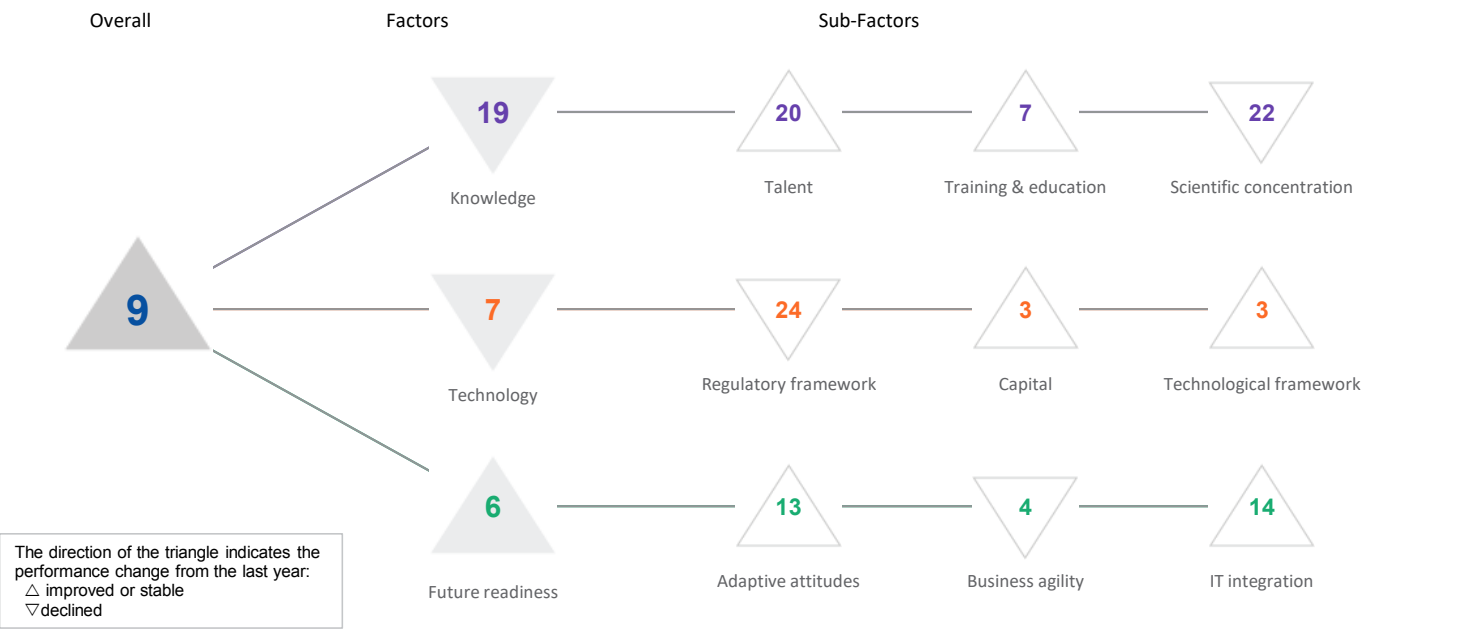 Overall Factors Sub-Factors
19 20 7 22
Knowledge Talent Training & education Scientific concentration
9 7 24 3 3
Technology Regulatory framework Capital Technological framework
6 13 4 14
Future readiness Adaptive attitudes Business agility IT integration
The direction of the triangle indicates the
performance change from the last year:
△ improved or stable
▽declined